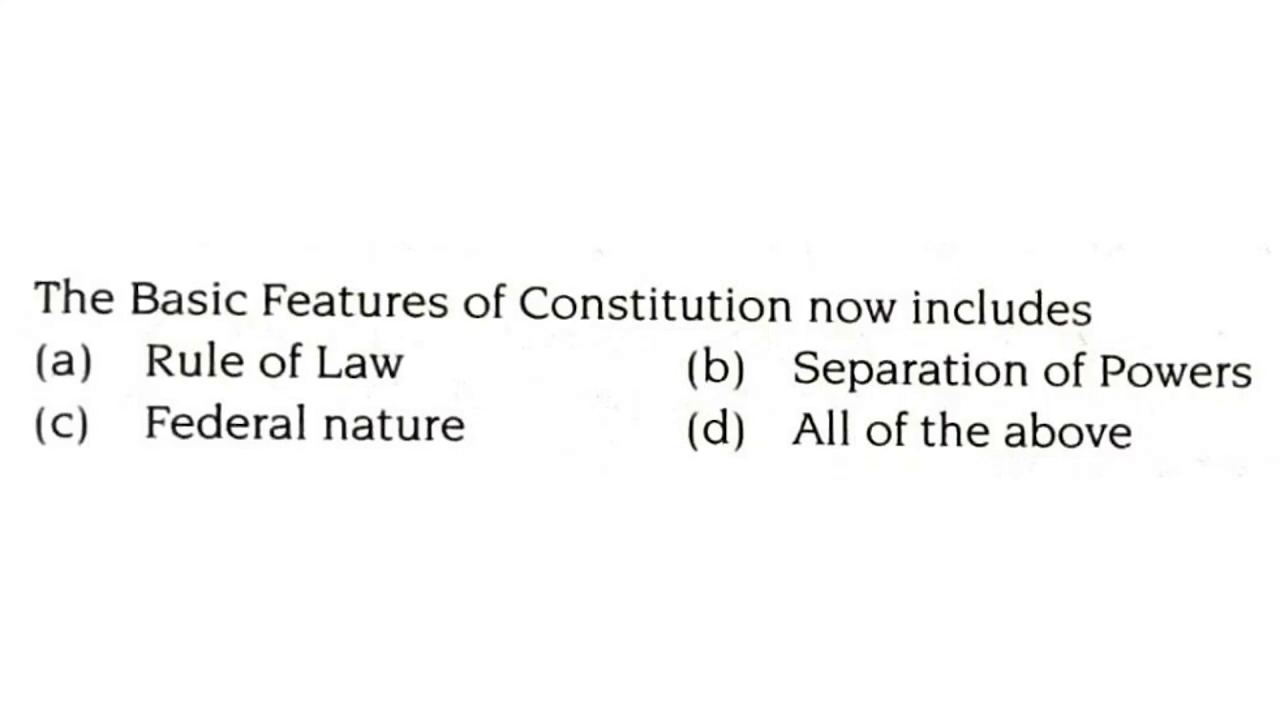 The Basic Features of Constitution now includes
(a) Rule of Law (b) Separation of Powers
(c) Federal nature (d) All of the above